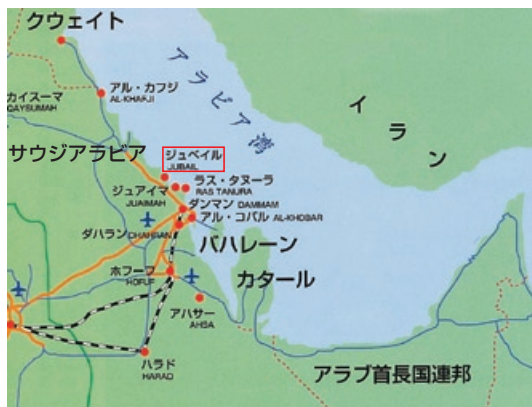 クウェイト
アラビア湾
アル・カフジ
AL-KHAFJI
カイスーマ
QAYSUMAH
イラン
サウジアラビア
ジュベイル
JUBAIL
ジュアイマ
JUAIMAH
ラス・タヌーラ
RAS TANURA
ダンマン DAMMAM
アル・コバル AL-KHOBAR
ダハラン DHAHRAN
バハレーン
ホフーフ
HOFUF
カタール
アハサー
AHSA
ハラド
HARAD
アラブ首長国連邦